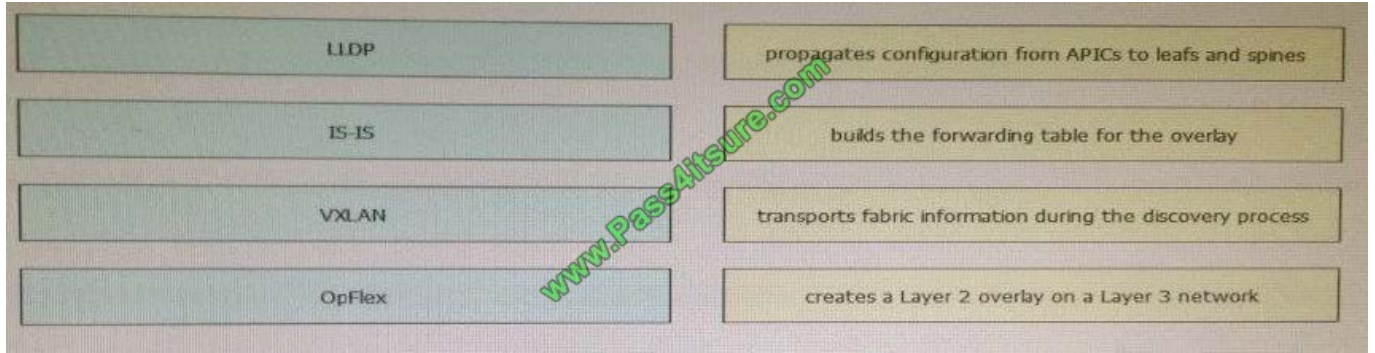 LLDP
propagates configuration from APICs to leafs and spines
IS-IS
builds the forwarding table for the overlay
VXLAN
transports fabric information during the discovery process
OpFlex
creates a Layer 2 overlay on a Layer 3 network
www.Pass4itsure.com